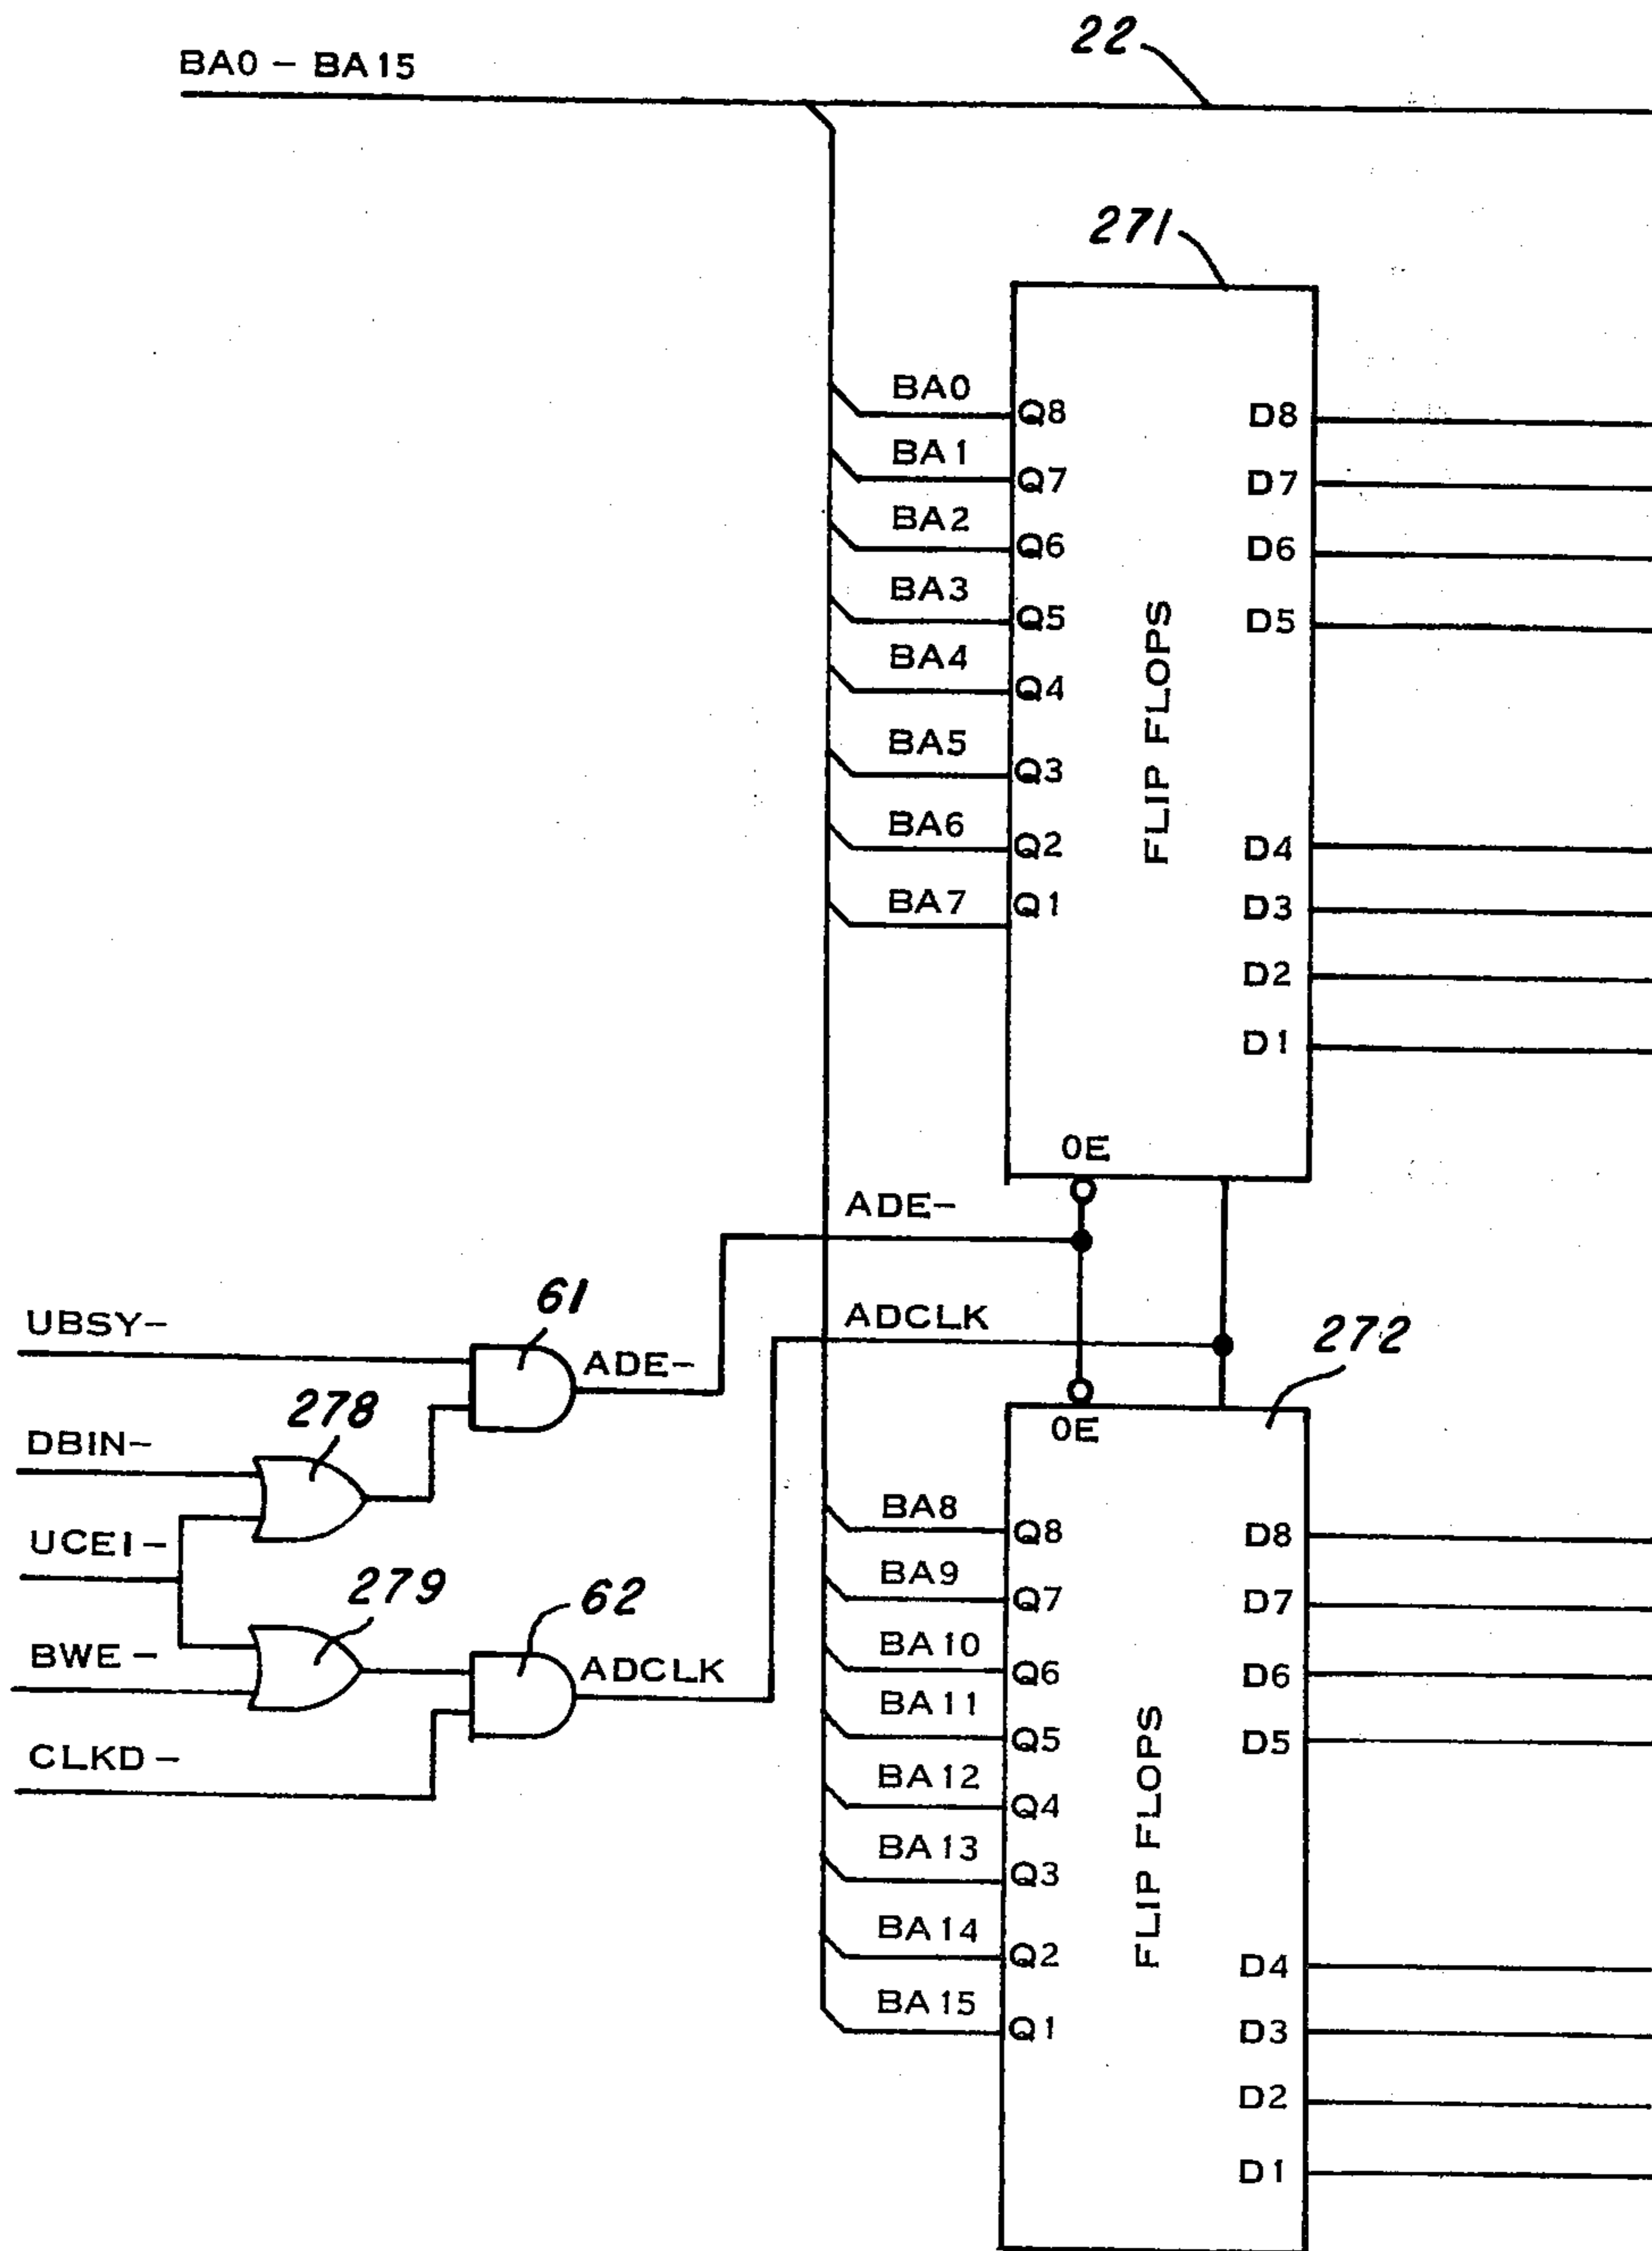 22
BA0 - BA15
271
BA0 Q8 D8
BA1 Q7 D7
BA2 Q6 D6
BA3 Q5 D5
BA4 Q4
BA5 Q3
BA6 Q2 D4
BA7 Q1 D3
D2
D1
FLIP FLOPS
OE
ADE-
61
UBSY-
ADE-
ADCLK
272
278
DBIN-
OE
UCE1-
279
BWE -
62
ADCLK
CLKD -
BA8 Q8 D8
BA9 Q7 D7
BA10 Q6 D6
BA11 Q5 D5
BA12 Q4
BA13 Q3
BA14 Q2 D4
BA15 Q1 D3
D2
D1
FLIP FLOPS